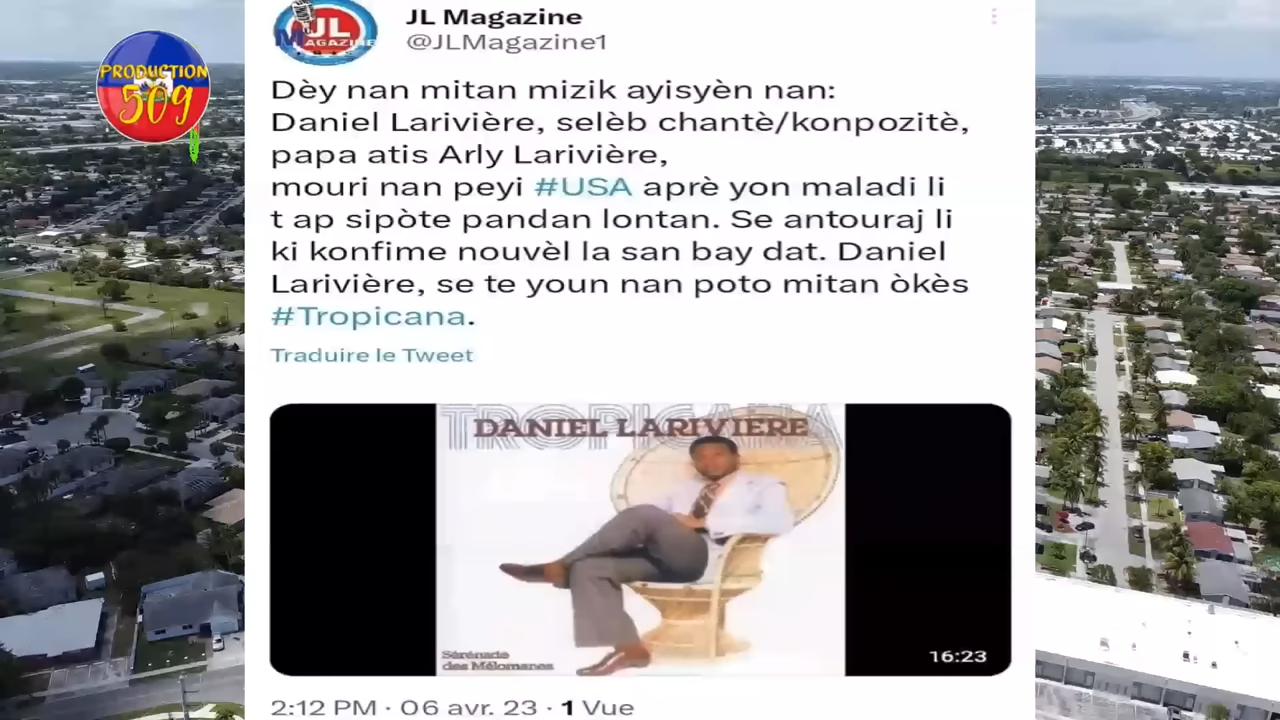 PRODUCTION
509
JL
MAGAZINE
JL Magazine
@JLMagazine1
Dèy nan mitan mizik ayisyèn nan:
Daniel Larivière, selèb chantè/konpozitè,
papa atis Arly Larivière,
mouri nan peyi #USA aprè yon maladi li
t ap sipòte pandan lontan. Se antouraj li
ki konfime nouvèl la san bay dat. Daniel
Larivière, se te youn nan poto mitan òkès
#Tropicana.
Traduire le Tweet
TROPICANA
DANIEL LARIVIERE
Sérénade
des Mélomanes
16:23
2:12 PM · 06 avr. 23 · 1 Vue